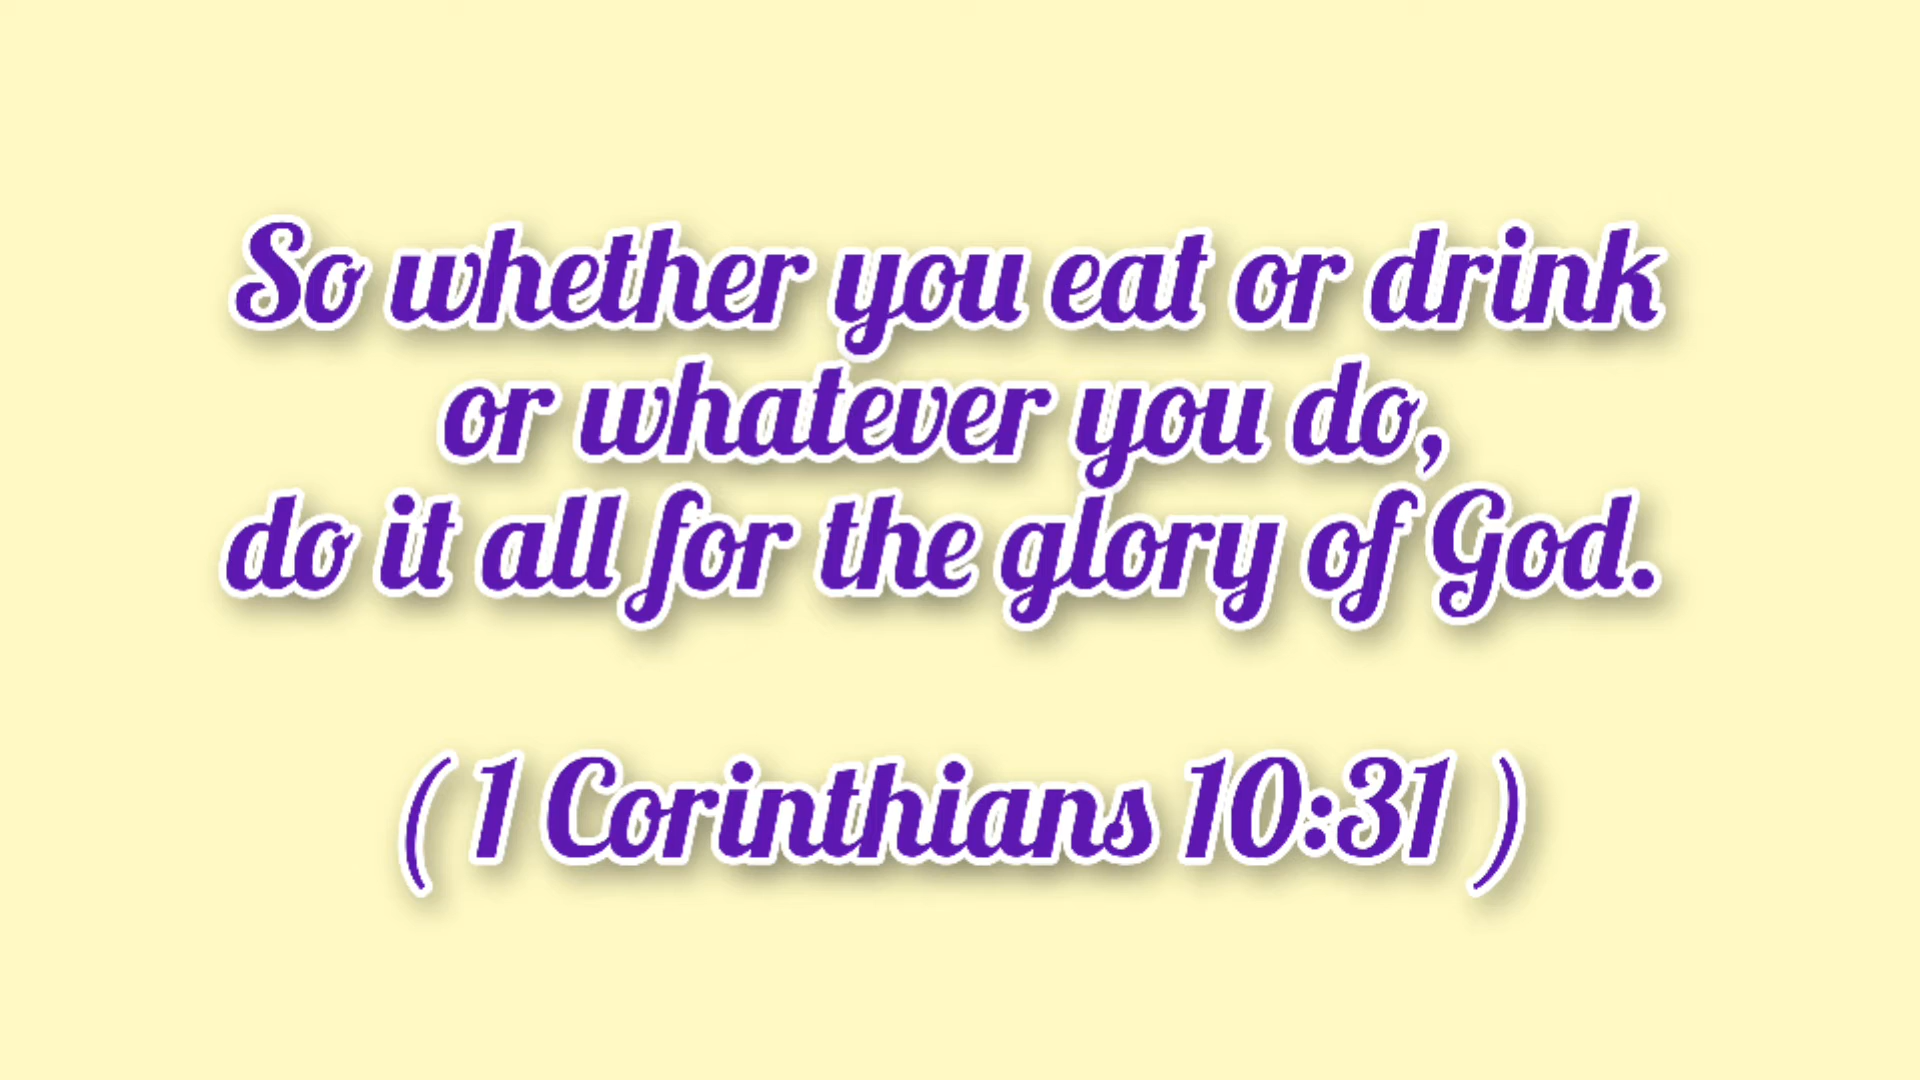 So whether you eat or drink
or whatever you do,
do it all for the glory of God.
( 1 Corinthians 10:31 )